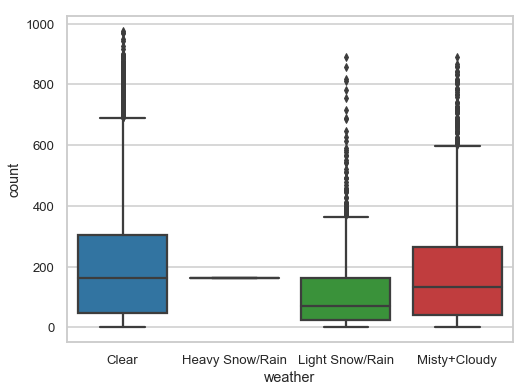 1000
800
600
400
200
0
count
Clear
Heavy Snow/Rain
Light Snow/Rain
Misty+Cloudy
weather